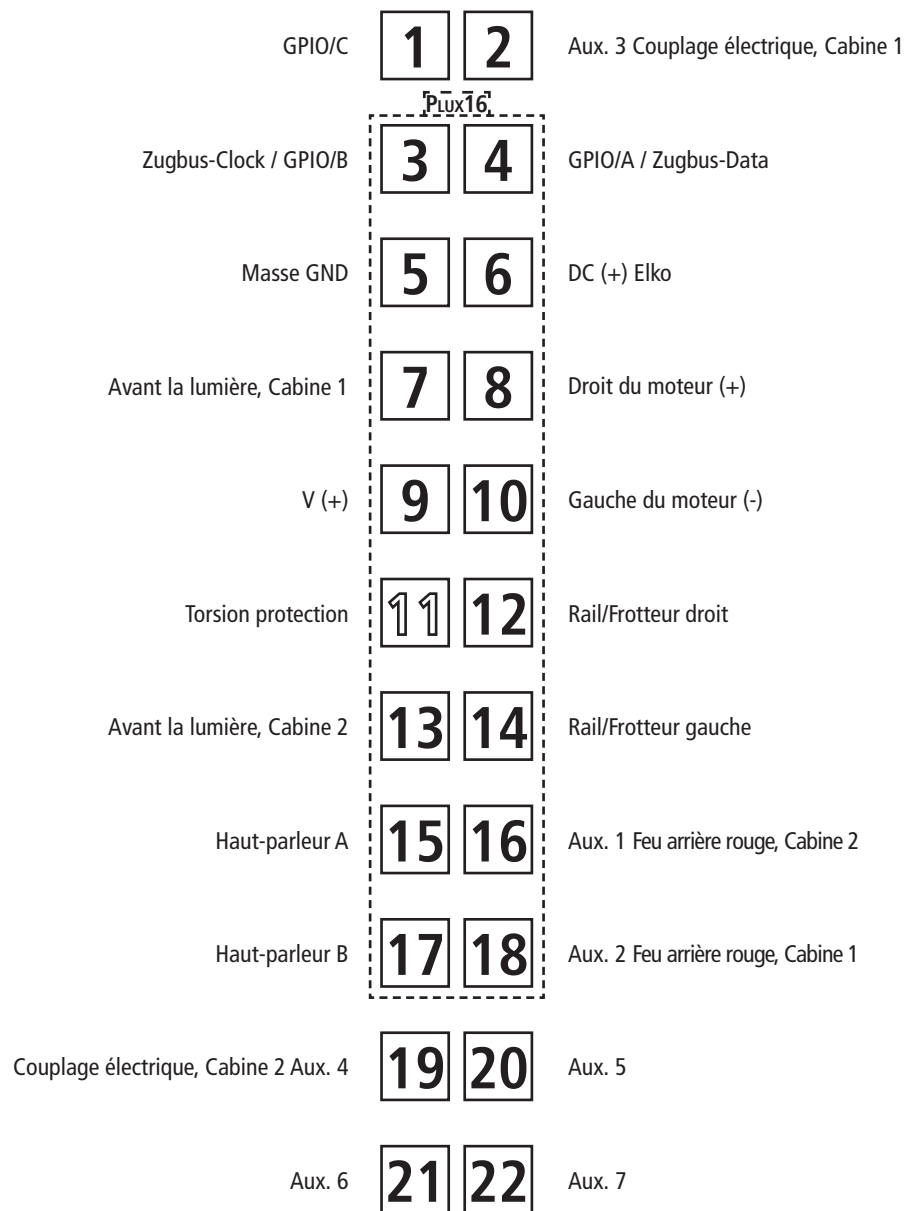 GPIO/C 1 2 Aux. 3 Couplage électrique, Cabine 1
PLUX16
Zugbus-Clock / GPIO/B 3 4 GPIO/A / Zugbus-Data
Masse GND 5 6 DC (+) Elko
Avant la lumière, Cabine 1 7 8 Droit du moteur (+)
V (+) 9 10 Gauche du moteur (-)
Torsion protection 11 12 Rail/Frotteur droit
Avant la lumière, Cabine 2 13 14 Rail/Frotteur gauche
Haut-parleur A 15 16 Aux. 1 Feu arrière rouge, Cabine 2
Haut-parleur B 17 18 Aux. 2 Feu arrière rouge, Cabine 1
Couplage électrique, Cabine 2 Aux. 4 19 20 Aux. 5
Aux. 6 21 22 Aux. 7